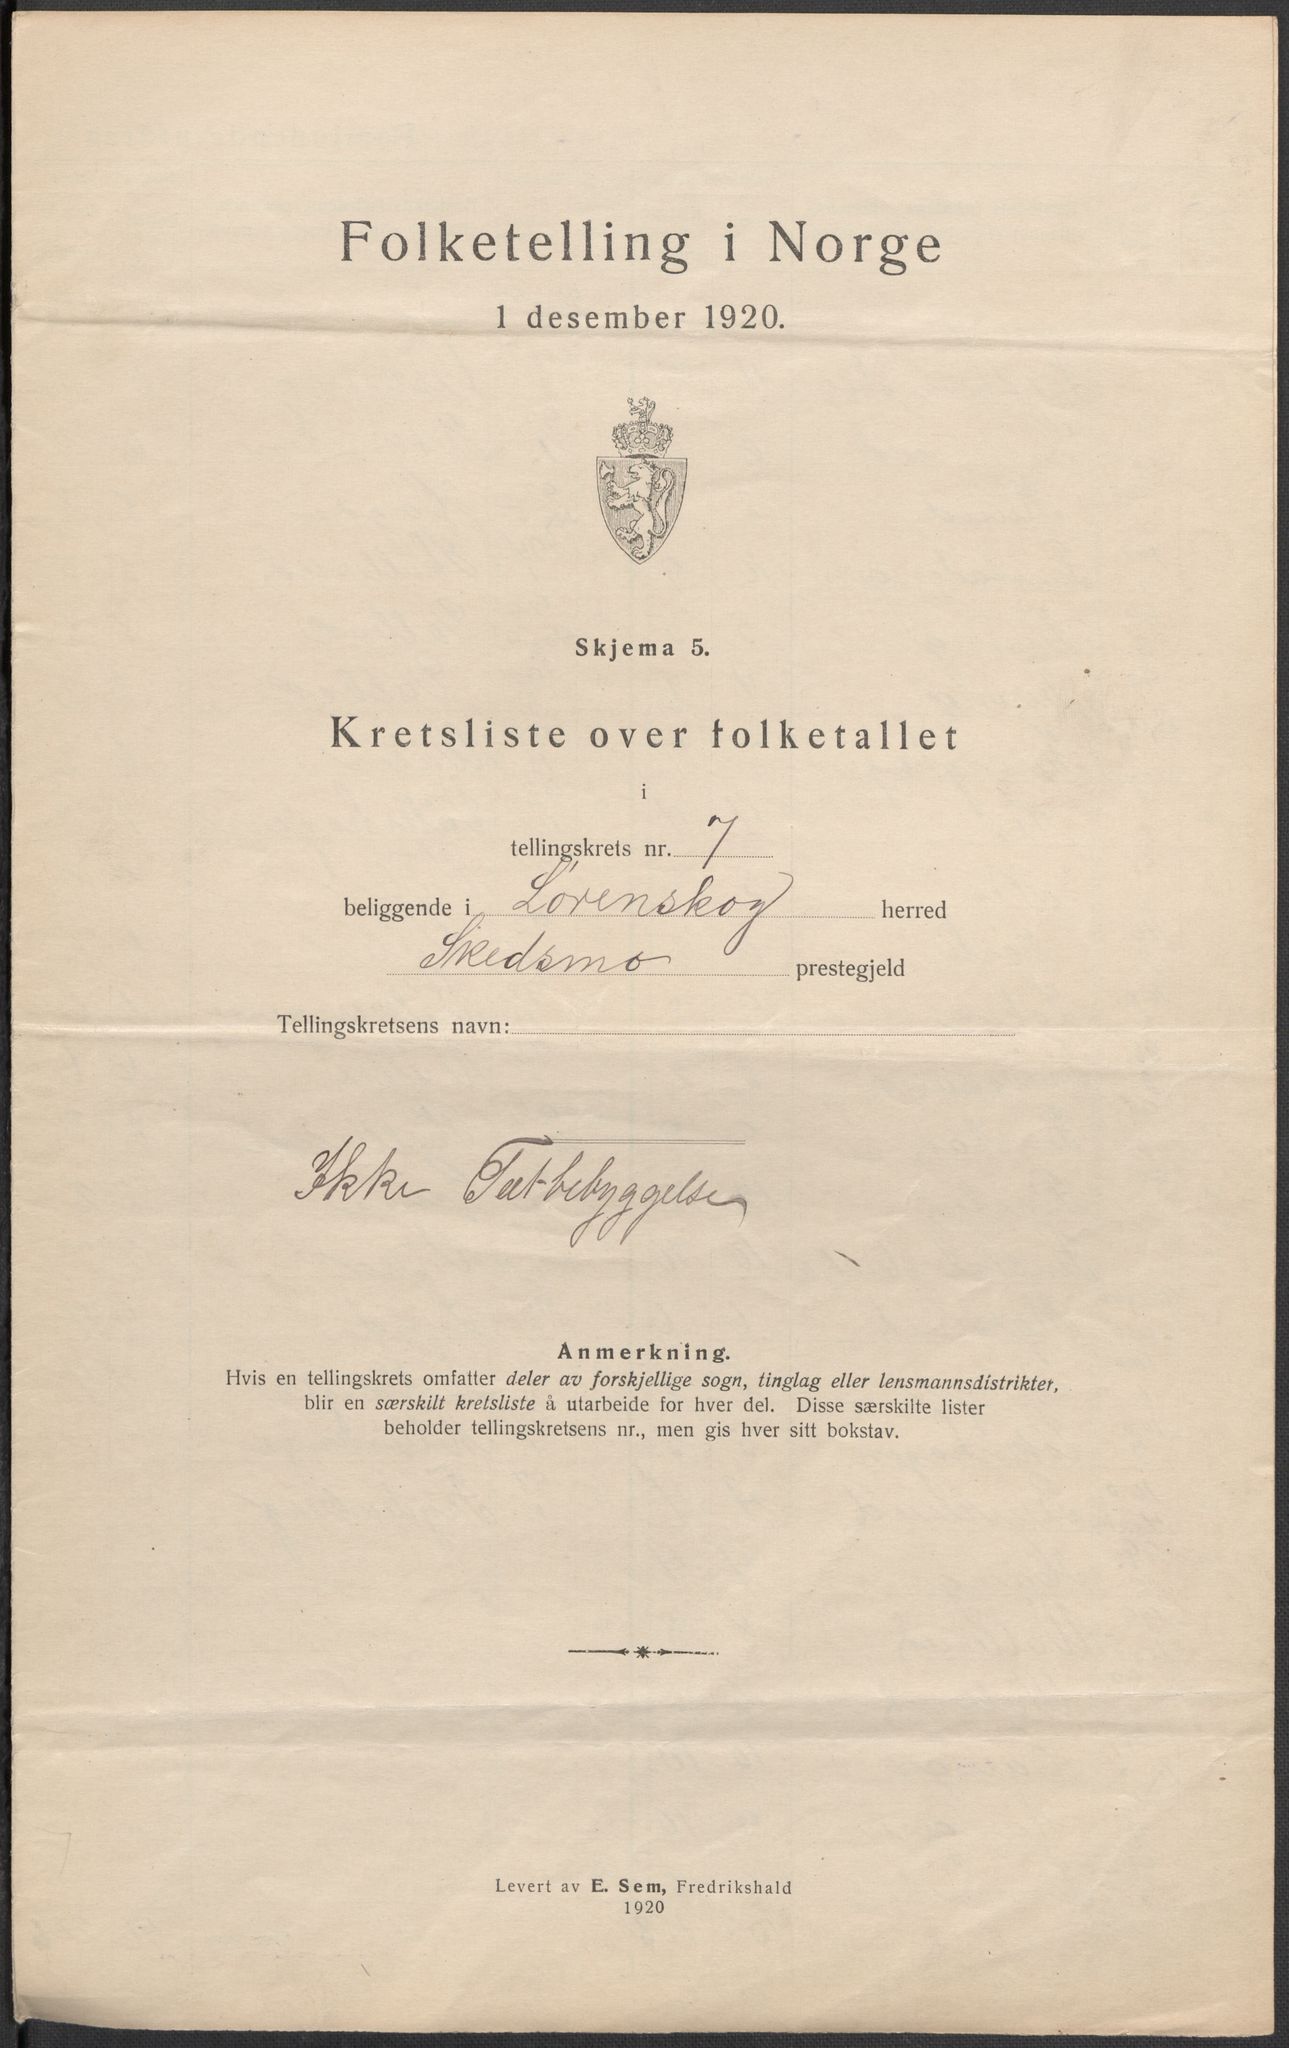 Folketelling i Norge
1 desember 1920.
Skjema 5.
Kretsliste over folketallet
i
tellingskrets nr. 7
beliggende i Lørenskog herred
Skedsmo prestegjeld
Tellingskretsens navn:
Ikke Tætbebyggelse
Anmerkning.
Hvis en tellingskrets omfatter deler av forskjellige sogn, tinglag eller lensmannsdistrikter,
blir en særskilt kretsliste å utarbeide for hver del. Disse særskilte lister
beholder tellingskretsens nr., men gis hver sitt bokstav.
Levert av E. Sem, Fredrikshald
1920